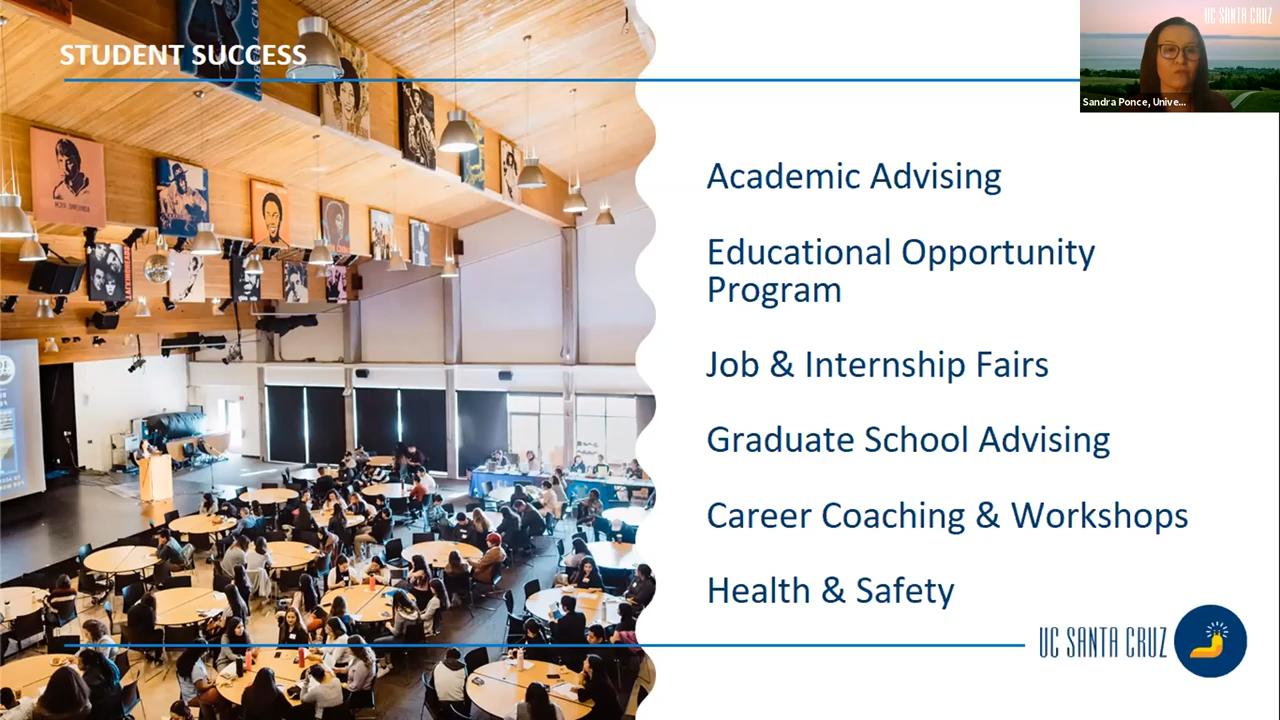 STUDENT SUCCESS
UC SANTA CRUZ
Sandra Ponce, Unive...
Academic Advising
Educational Opportunity
Program
Job & Internship Fairs
Graduate School Advising
Career Coaching & Workshops
Health & Safety
UC SANTA CRUZ